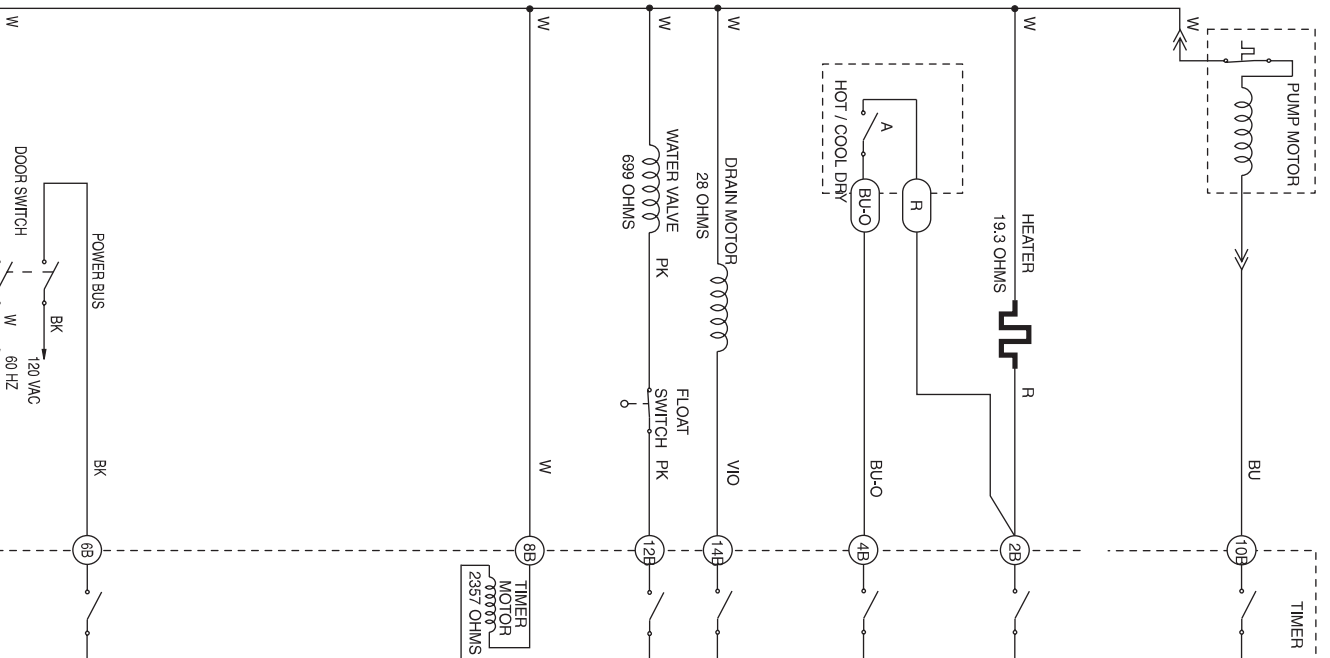 W
W
W
W
W
W
PUMP MOTOR
HOT / COOL DRY
A
BU-O
R
WATER VALVE
699 OHMS
DRAIN MOTOR
28 OHMS
HEATER
19.3 OHMS
DOOR SWITCH
POWER BUS
BK
W
120 VAC
60 HZ
PK
FLOAT
SWITCH
R
BK
W
PK
VIO
BU-O
BU
6B
8B
12B
14B
4B
2B
10B
TIMER
MOTOR
2357 OHMS
TIMER